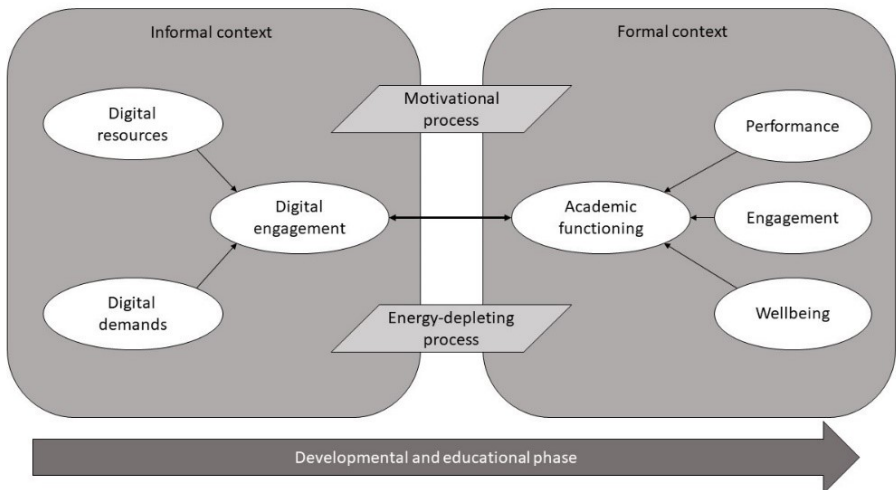 Informal context
Formal context
Motivational
process
Digital
resources
Performance
Digital
engagement
Academic
functioning
Engagement
Digital
demands
Energy-depleting
process
Wellbeing
Developmental and educational phase